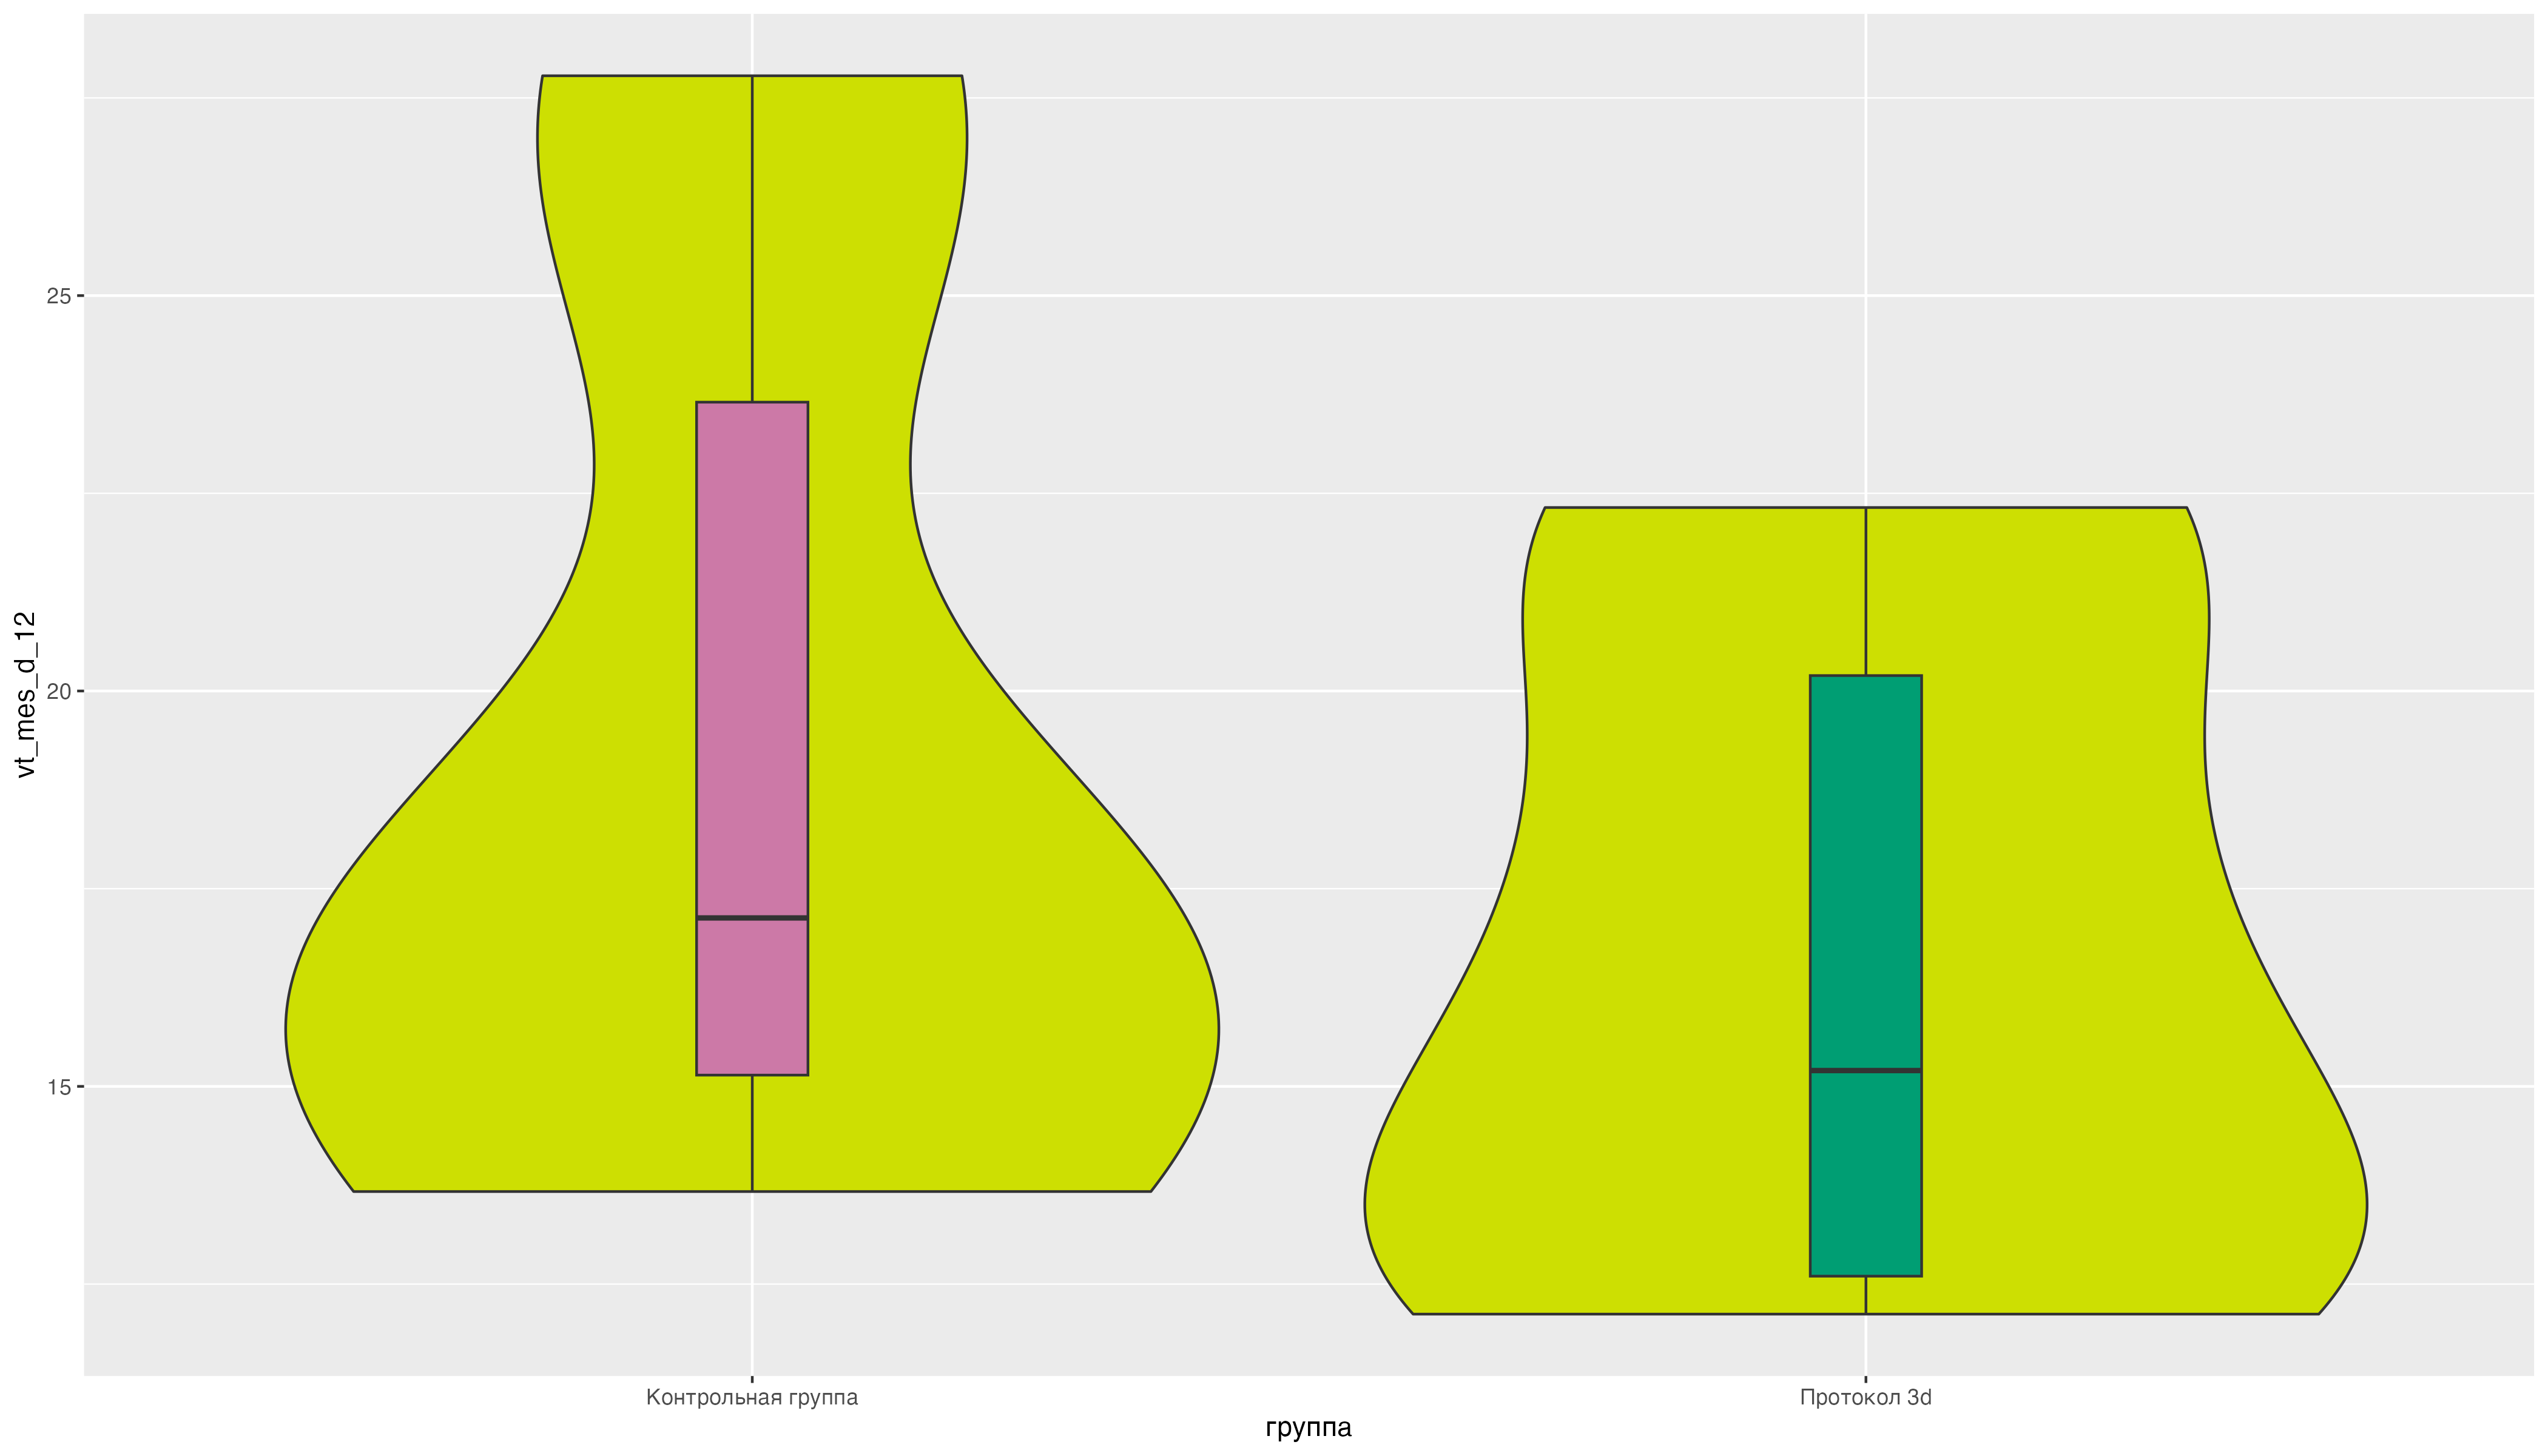 vt_mes_d_12
25
20
15
Контрольная группа
Протокол 3d
группа